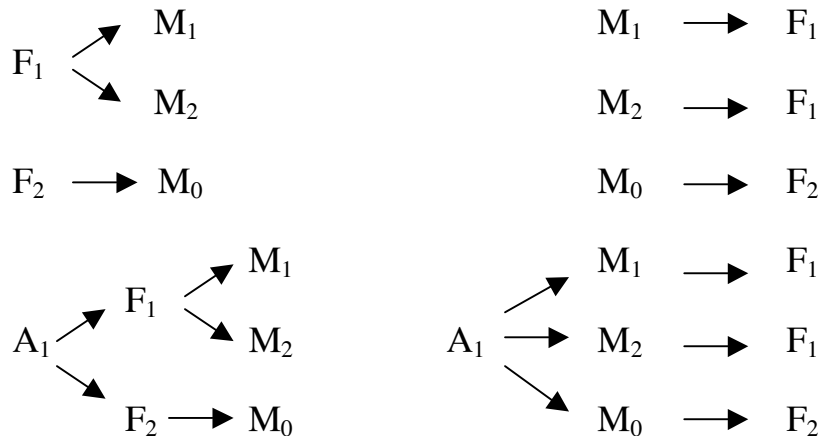 M₁ M₁ F₁
F₁
M₂ M₂ F₁
F₂ M₀ M₀ F₂
M₁ M₁ F₁
F₁
A₁ M₂ A₁ M₂ F₁
F₂ M₀ M₀ F₂